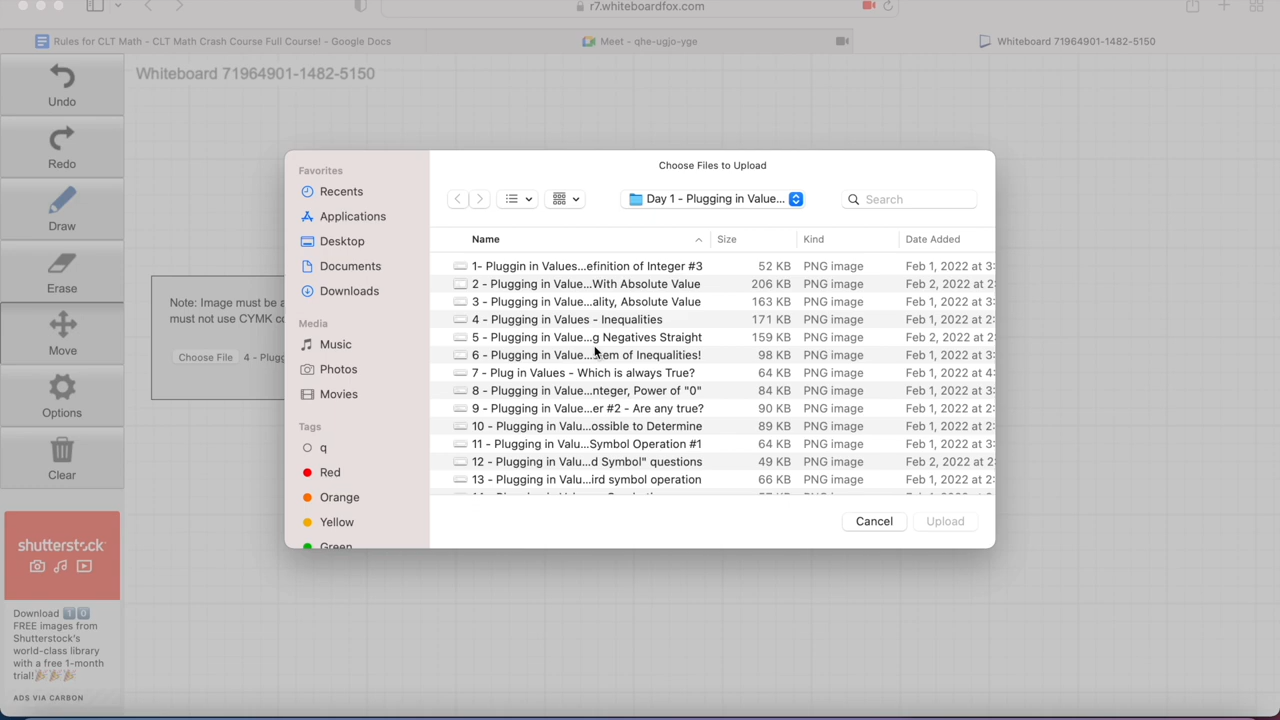 r7.whiteboardfox.com
Rules for CLT Math - CLT Math Crash Course Full Course! - Google Docs
Meet - qhe-ugjo-yge
Whiteboard 71964901-1482-5150
Whiteboard 71964901-1482-5150
Undo
Redo
Draw
Erase
Move
Options
Clear
Note: Image must be a
must not use CYMK c
Choose File 4 - Plugg
Choose Files to Upload
Favorites
Recents
Applications
Desktop
Documents
Downloads
Media
Music
Photos
Movies
Tags
q
Red
Orange
Yellow
Green
Day 1 - Plugging in Value...
Search
Name Size Kind Date Added
1- Pluggin in Values...efinition of Integer #3 52 KB PNG image Feb 1, 2022 at 3:
2 - Plugging in Value...With Absolute Value 206 KB PNG image Feb 2, 2022 at 2:
3 - Plugging in Value...ality, Absolute Value 163 KB PNG image Feb 1, 2022 at 3:
4 - Plugging in Values - Inequalities 171 KB PNG image Feb 1, 2022 at 2:
5 - Plugging in Value...g Negatives Straight 159 KB PNG image Feb 2, 2022 at 2:
6 - Plugging in Value...em of Inequalities! 98 KB PNG image Feb 1, 2022 at 3:
7 - Plug in Values - Which is always True? 64 KB PNG image Feb 1, 2022 at 4:
8 - Plugging in Value...nteger, Power of "0" 84 KB PNG image Feb 1, 2022 at 3:
9 - Plugging in Value...er #2 - Are any true? 90 KB PNG image Feb 1, 2022 at 2:
10 - Plugging in Valu...ossible to Determine 89 KB PNG image Feb 1, 2022 at 2:
11 - Plugging in Valu...Symbol Operation #1 64 KB PNG image Feb 1, 2022 at 3:
12 - Plugging in Valu...d Symbol" questions 49 KB PNG image Feb 2, 2022 at 2:
13 - Plugging in Valu...ird symbol operation 66 KB PNG image Feb 1, 2022 at 3:
Cancel
Upload
shutterstock
Download 1 0
FREE images from
Shutterstock's
world-class library
with a free 1-month
trial!
ADS VIA CARBON